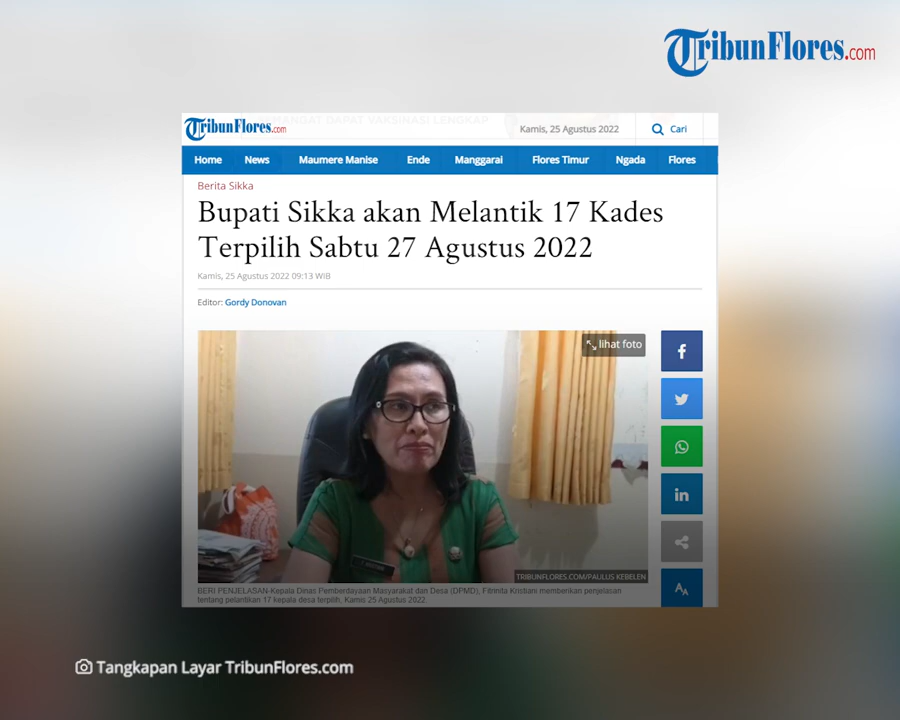 TribunFlores.com
TribunFlores.com
Kamis, 25 Agustus 2022
Cari
Home News Maumere Manise Ende Manggarai Flores Timur Ngada Flores
Berita Sikka
Bupati Sikka akan Melantik 17 Kades
Terpilih Sabtu 27 Agustus 2022
Kamis, 25 Agustus 2022 09:13 WIB
Editor: Gordy Donovan
lihat foto
TRIBUNFLORES.COM/PAULUS KEBELEN
BERI PENJELASAN-Kepala Dinas Pemberdayaan Masyarakat dan Desa (DPMD), Fitrinita Kristiani memberikan penjelasan
tentang pelantikan 17 kepala desa terpilih, Kamis 25 Agustus 2022.
Tangkapan Layar TribunFlores.com